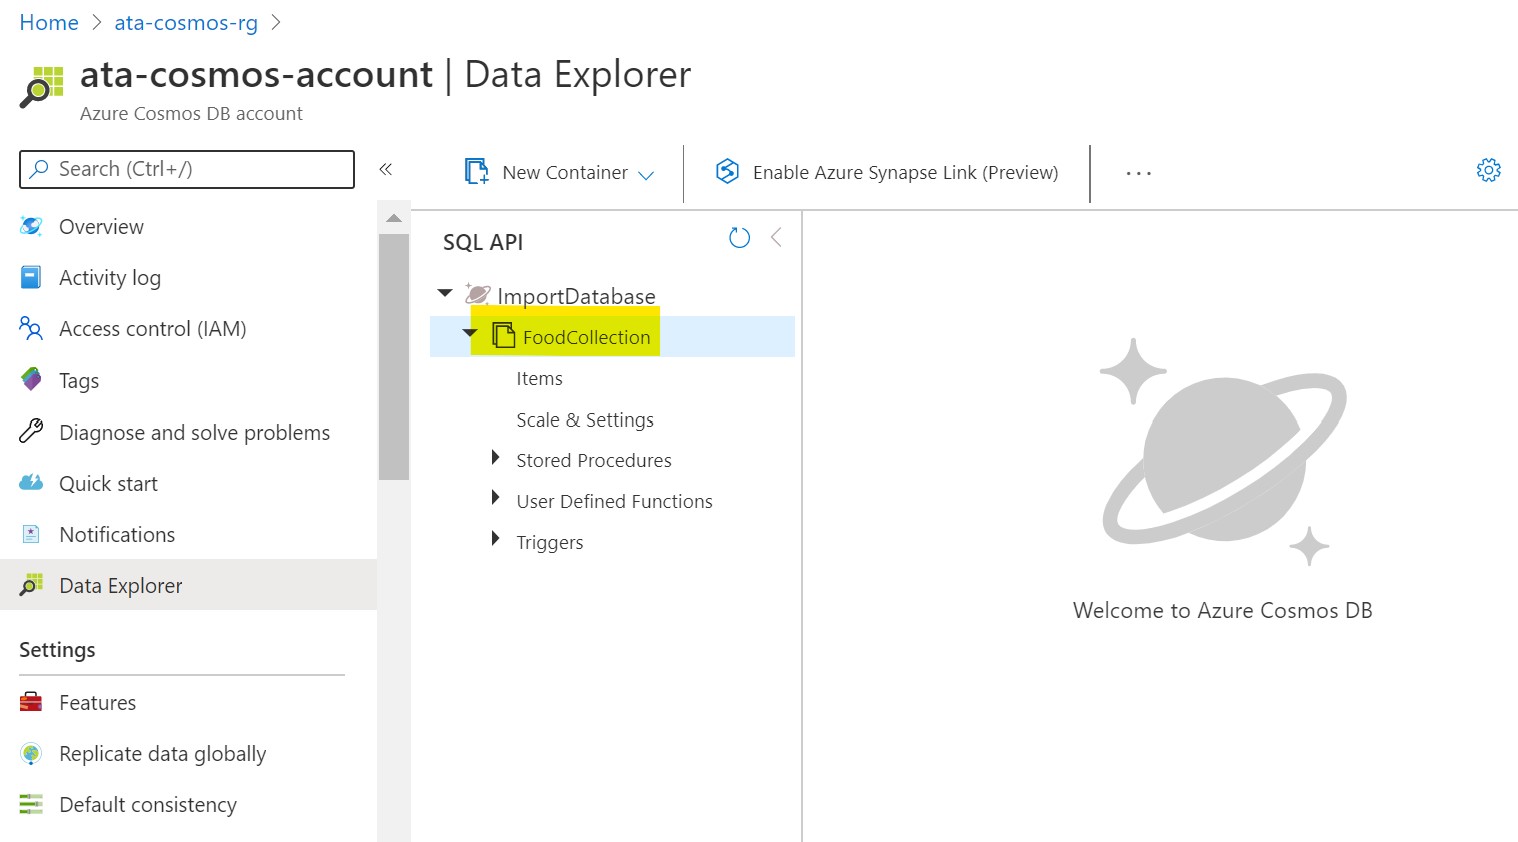 Home > ata-cosmos-rg >
ata-cosmos-account | Data Explorer
Azure Cosmos DB account
Search (Ctrl+/)
«
New Container
Enable Azure Synapse Link (Preview)
...
Overview
Activity log
Access control (IAM)
Tags
Diagnose and solve problems
Quick start
Notifications
Data Explorer
Settings
Features
Replicate data globally
Default consistency
SQL API
ImportDatabase
FoodCollection
Items
Scale & Settings
Stored Procedures
User Defined Functions
Triggers
Welcome to Azure Cosmos DB